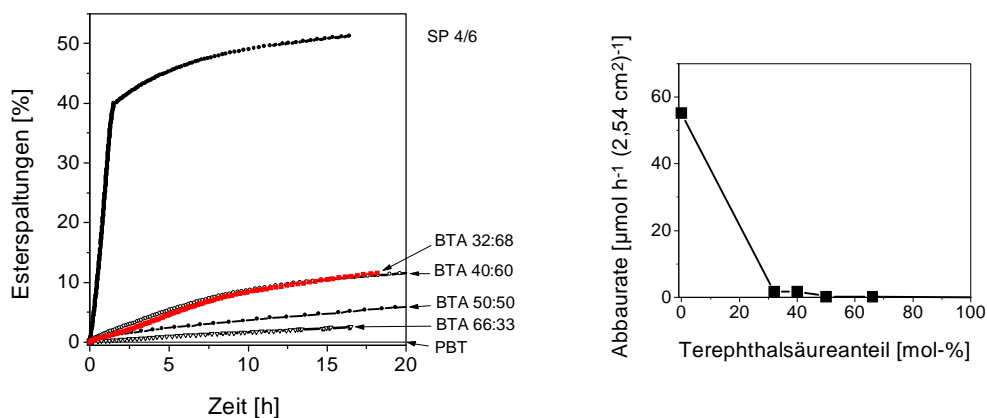 Esterspaltungen [%]
50
40
30
20
10
0
0
5
10
15
20
Zeit [h]
SP 4/6
BTA 32:68
BTA 40:60
BTA 50:50
BTA 66:33
PBT
Abbaurate [µmol h-1 (2,54 cm2)-1]
60
40
20
0
0
20
40
60
80
100
Terephthalsäureanteil [mol-%]